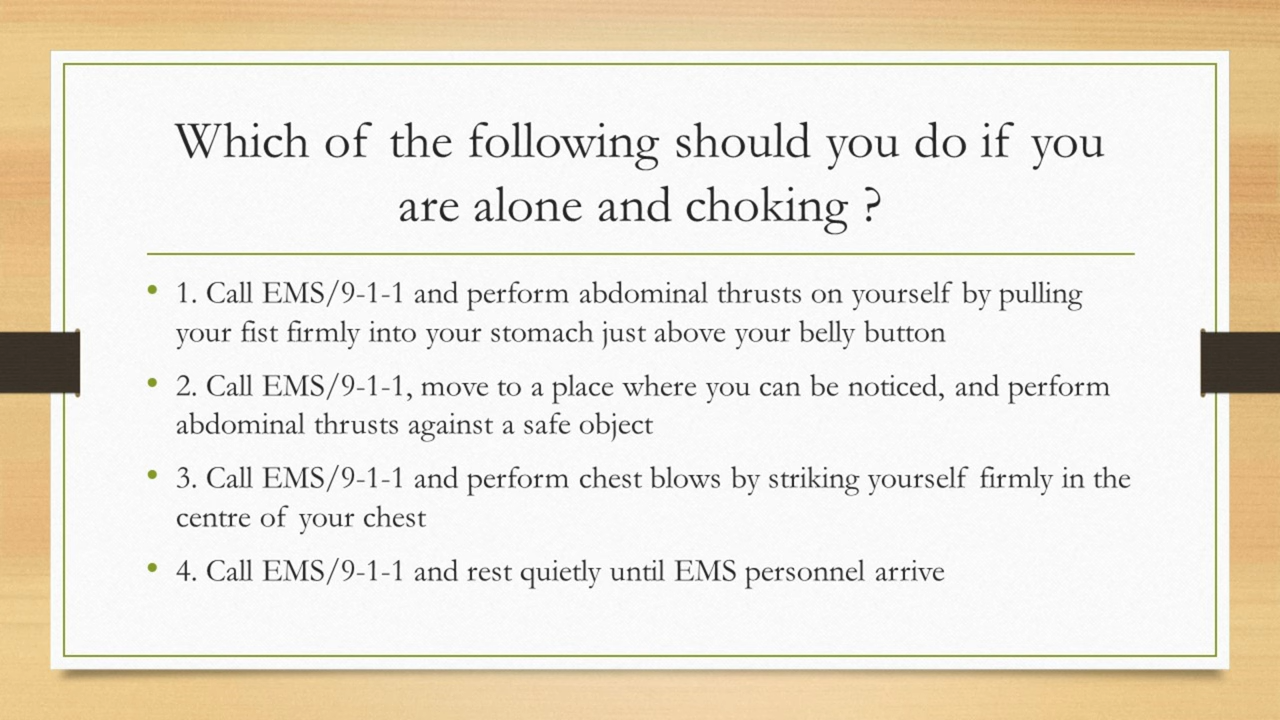 Which of the following should you do if you
are alone and choking ?
• 1. Call EMS/9-1-1 and perform abdominal thrusts on yourself by pulling
your fist firmly into your stomach just above your belly button
• 2. Call EMS/9-1-1, move to a place where you can be noticed, and perform
abdominal thrusts against a safe object
• 3. Call EMS/9-1-1 and perform chest blows by striking yourself firmly in the
centre of your chest
• 4. Call EMS/9-1-1 and rest quietly until EMS personnel arrive